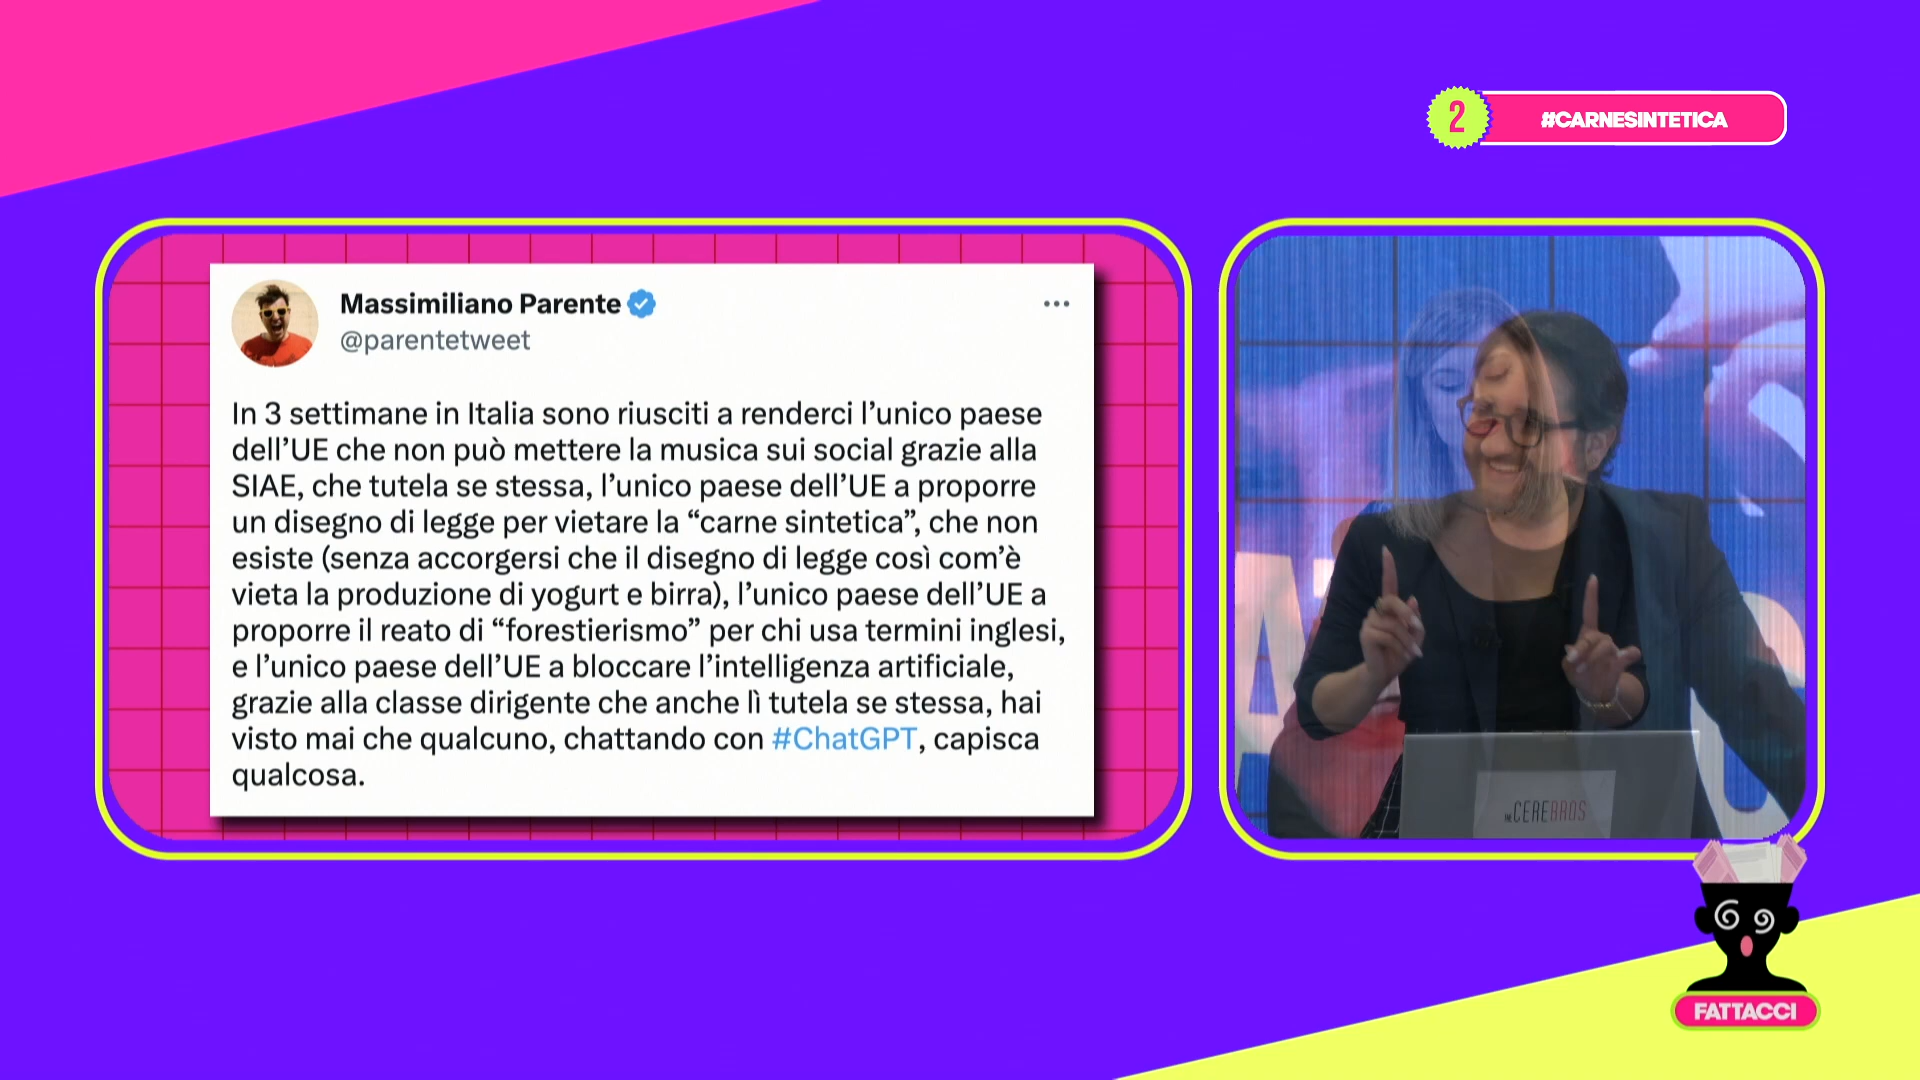 2
#CARNESINTETICA
Massimiliano Parente
@parentetweet
In 3 settimane in Italia sono riusciti a renderci l’unico paese
dell’UE che non può mettere la musica sui social grazie alla
SIAE, che tutela se stessa, l’unico paese dell’UE a proporre
un disegno di legge per vietare la “carne sintetica”, che non
esiste (senza accorgersi che il disegno di legge così com’è
vieta la produzione di yogurt e birra), l’unico paese dell’UE a
proporre il reato di “forestierismo” per chi usa termini inglesi,
e l’unico paese dell’UE a bloccare l’intelligenza artificiale,
grazie alla classe dirigente che anche lì tutela se stessa, hai
visto mai che qualcuno, chattando con #ChatGPT, capisca
qualcosa.
THE CEREBROS
FATTACCI